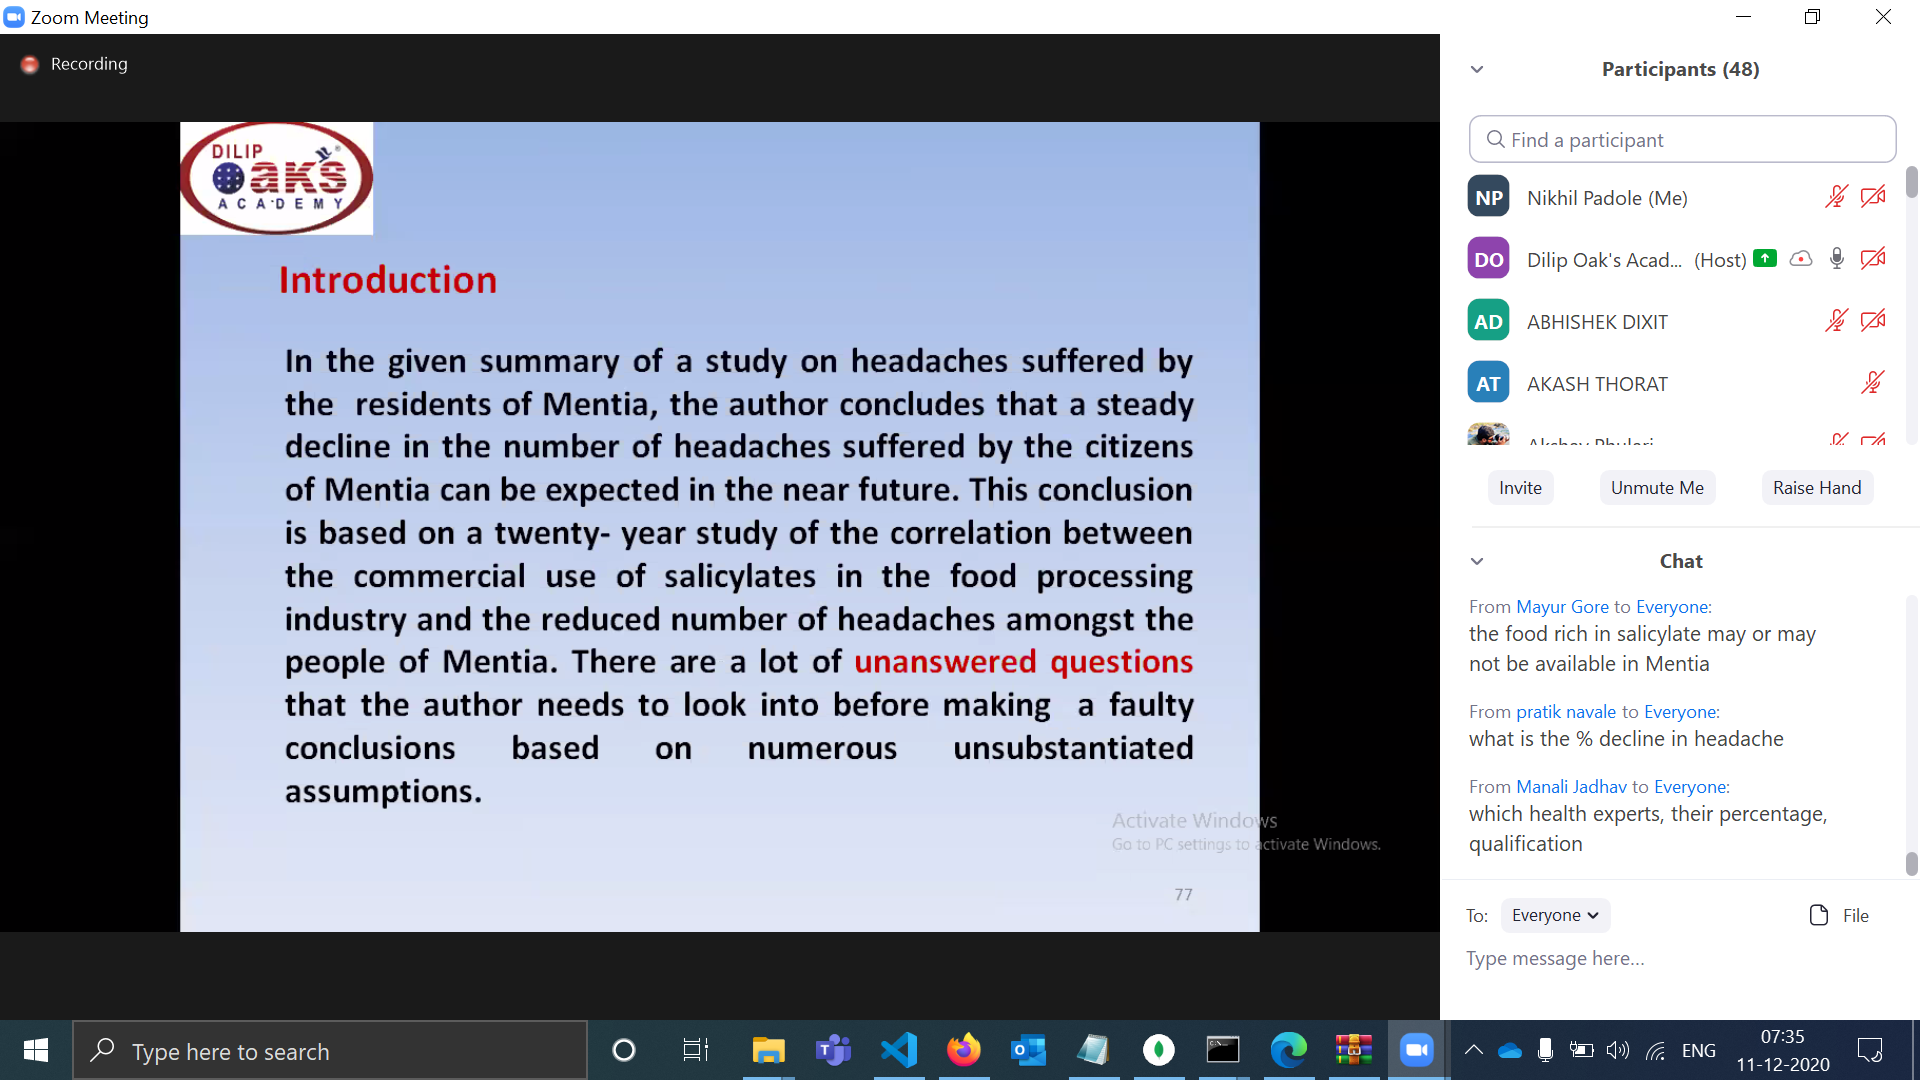 Zoom Meeting
Recording
DILIP
OAKS
ACADEMY
Introduction
In the given summary of a study on headaches suffered by
the residents of Mentia, the author concludes that a steady
decline in the number of headaches suffered by the citizens
of Mentia can be expected in the near future. This conclusion
is based on a twenty- year study of the correlation between
the commercial use of salicylates in the food processing
industry and the reduced number of headaches amongst the
people of Mentia. There are a lot of unanswered questions
that the author needs to look into before making a faulty
conclusions based on numerous unsubstantiated
assumptions.
Activate Windows
Go to PC settings to activate Windows.
77
Participants (48)
Find a participant
NP Nikhil Padole (Me)
DO Dilip Oak's Acad... (Host)
AD ABHISHEK DIXIT
AT AKASH THORAT
Invite Unmute Me Raise Hand
Chat
From Mayur Gore to Everyone:
the food rich in salicylate may or may
not be available in Mentia
From pratik navale to Everyone:
what is the % decline in headache
From Manali Jadhav to Everyone:
which health experts, their percentage,
qualification
To: Everyone File
Type message here...
Type here to search
ENG
07:35
11-12-2020